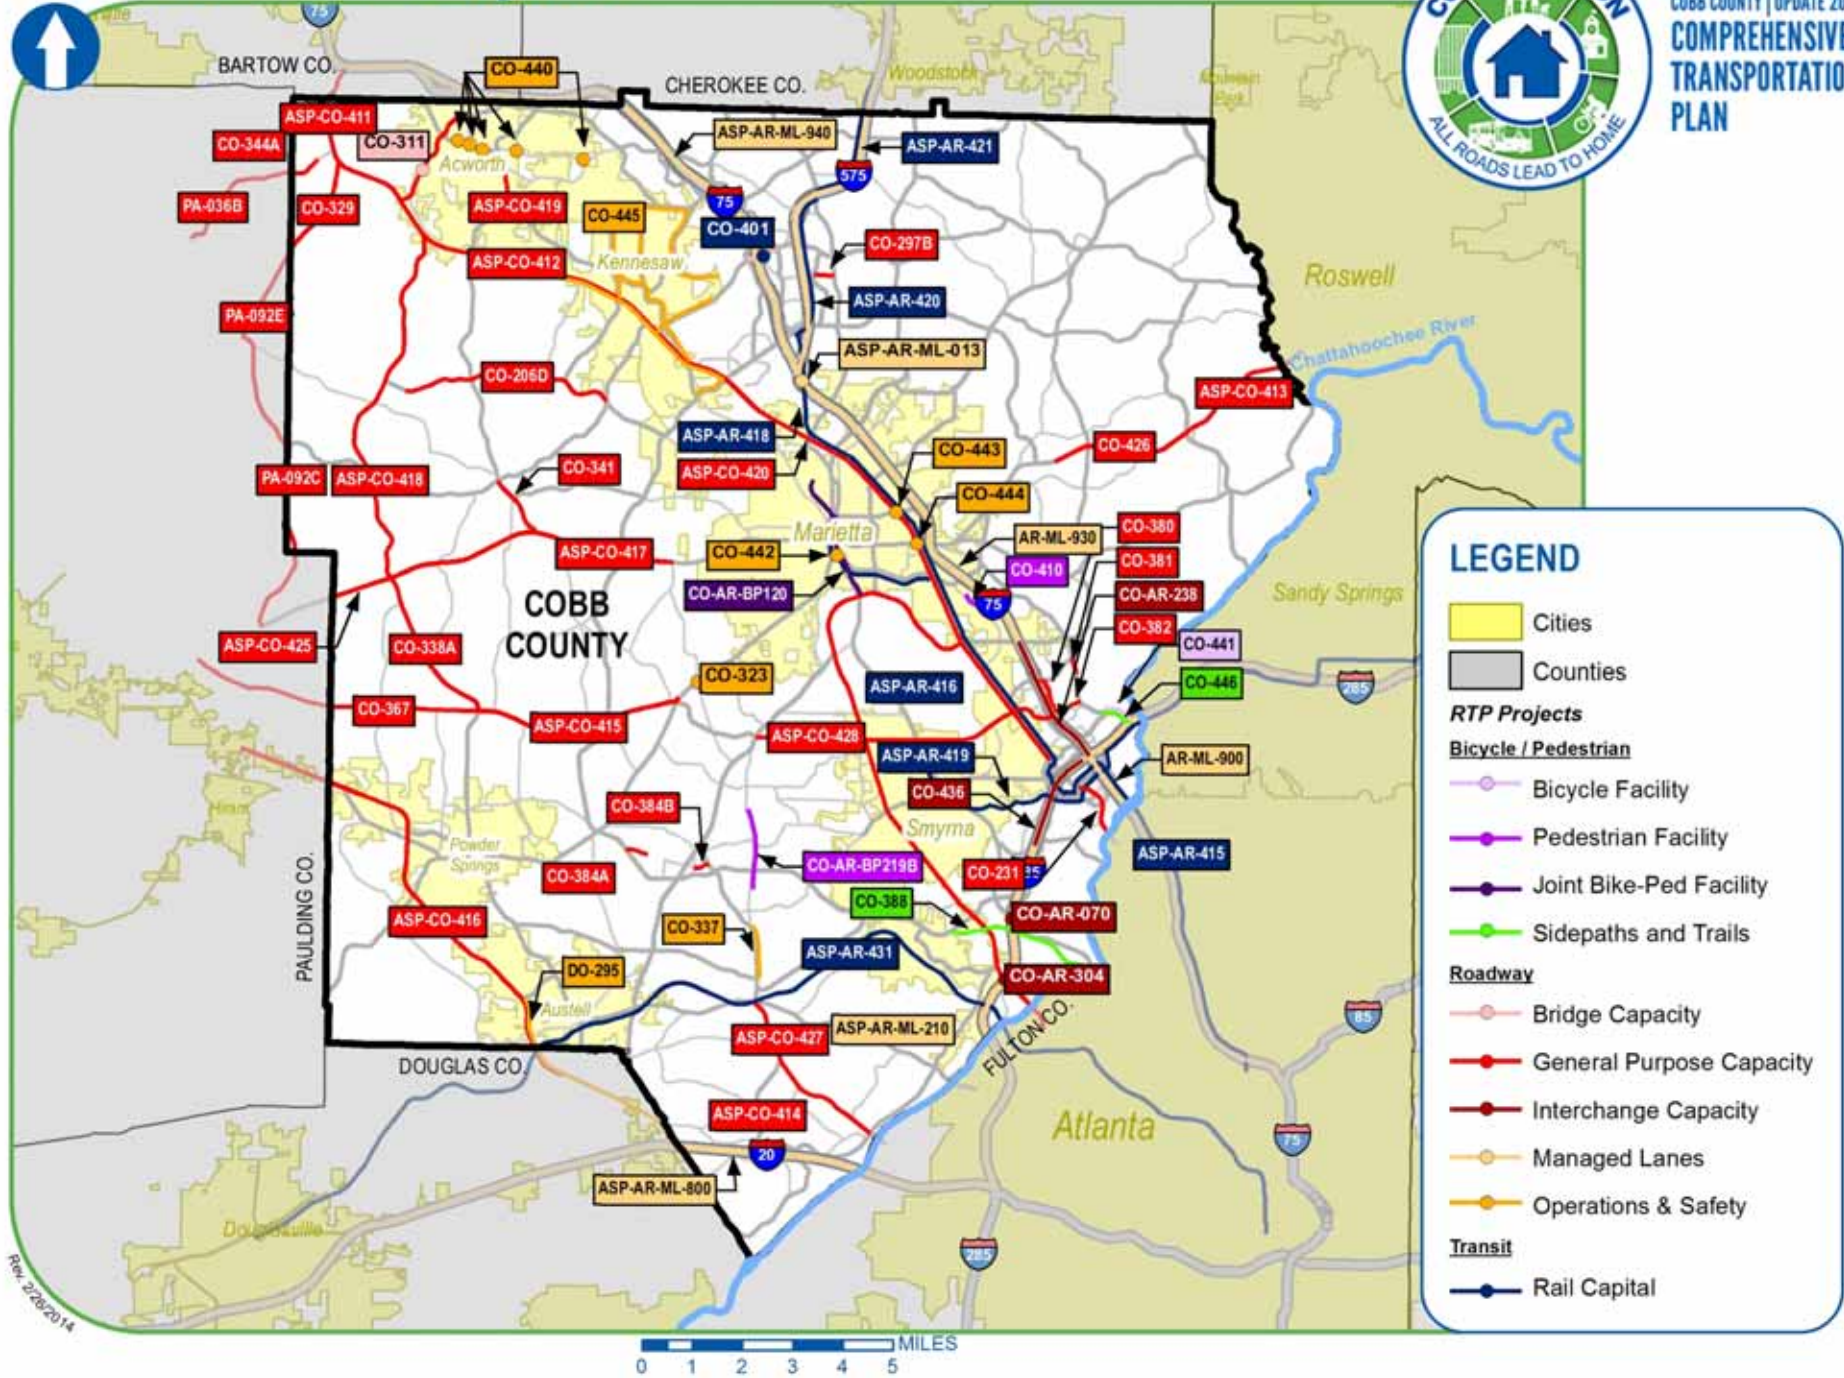 COBB COUNTY | UPDATE
COMPREHENSIVE
TRANSPORTATIO
PLAN
ALL ROADS LEAD TO HOME
75
BARTOW CO.
CO-440
CHEROKEE CO.
Woodstock
ASP-CO-411
CO-344A
CO-311
Acworth
ASP-AR-ML-940
ASP-AR-421
575
PA-036B
CO-329
ASP-CO-419
CO-445
75
CO-401
CO-297B
ASP-CO-412
Kennesaw
Roswell
ASP-AR-420
PA-092E
Chattahoochee River
ASP-AR-ML-013
CO-206D
ASP-CO-413
ASP-AR-418
CO-443
CO-426
PA-092C
ASP-CO-418
CO-341
ASP-CO-420
CO-444
Marietta
AR-ML-930
CO-380
ASP-CO-417
CO-442
CO-410
CO-381
CO-AR-BP120
75
CO-AR-238
Sandy Springs
COBB
COUNTY
CO-382
ASP-CO-425
CO-338A
CO-441
CO-323
ASP-AR-416
CO-446
285
CO-367
ASP-CO-415
ASP-CO-428
ASP-AR-419
AR-ML-900
CO-436
CO-384B
Hiram
Powder
Springs
Smyrna
ASP-AR-415
CO-384A
CO-AR-BP219B
CO-231
85
CO-388
PAULDING CO.
ASP-CO-416
CO-337
CO-AR-070
ASP-AR-431
DO-295
CO-AR-304
Austell
85
ASP-CO-427
ASP-AR-ML-210
FULTON CO.
DOUGLAS CO.
ASP-CO-414
Atlanta
20
75
ASP-AR-ML-800
Douglasville
285
Rev. 2/26/2014
MILES
0 1 2 3 4 5
LEGEND
Cities
Counties
RTP Projects
Bicycle / Pedestrian
Bicycle Facility
Pedestrian Facility
Joint Bike-Ped Facility
Sidepaths and Trails
Roadway
Bridge Capacity
General Purpose Capacity
Interchange Capacity
Managed Lanes
Operations & Safety
Transit
Rail Capital